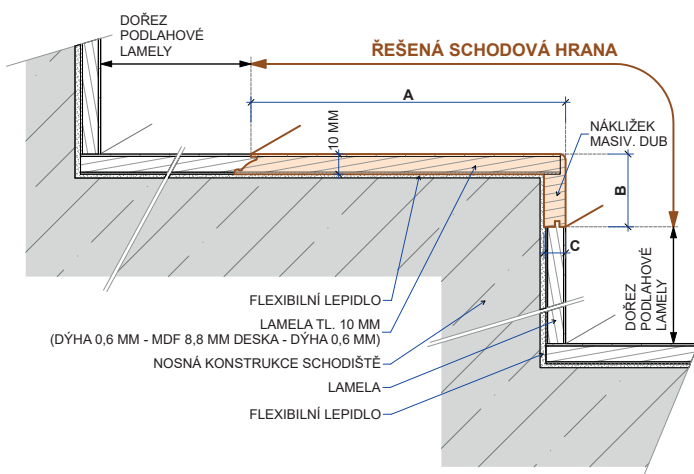 DOŘEZ
PODLAHOVÉ
LAMELY
ŘEŠENÁ SCHODOVÁ HRANA
A
10 MM
NÁKLIŽEK
MASIV. DUB
B
C
FLEXIBILNÍ LEPIDLO
LAMELA TL. 10 MM
(DÝHA 0,6 MM - MDF 8,8 MM DESKA - DÝHA 0,6 MM)
NOSNÁ KONSTRUKCE SCHODIŠTĚ
LAMELA
FLEXIBILNÍ LEPIDLO
DOŘEZ
PODLAHOVÉ
LAMELY